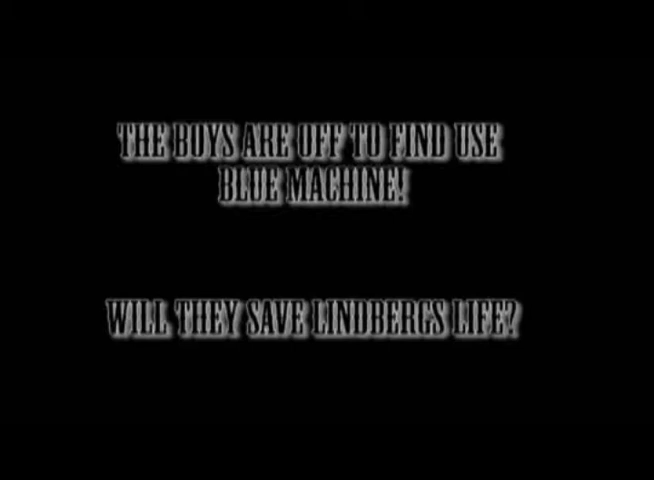 THE BOYS ARE OFF TO FIND USE
BLUE MACHINE!
WILL THEY SAVE LINDBERGS LIFE?